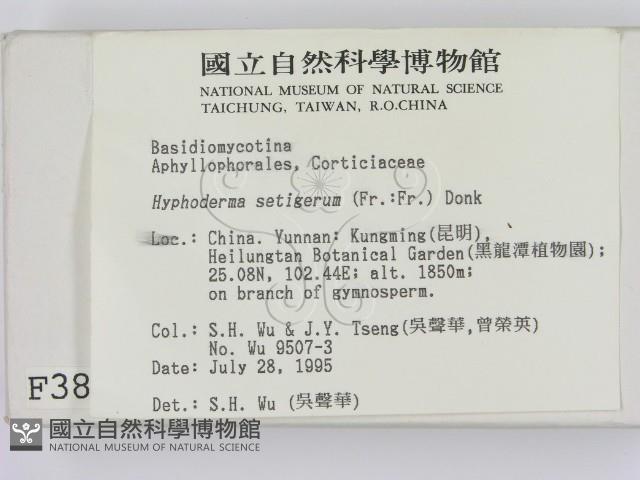 國立自然科學博物館
NATIONAL MUSEUM OF NATURAL SCIENCE
TAICHUNG, TAIWAN, R.O.CHINA
Basidiomycotina
Aphyllophorales, Corticiaceae
Hyphoderma setigerum (Fr.:Fr.) Donk
Loc.: China. Yunnan: Kungming(昆明),
Heilungtan Botanical Garden(黑龍潭植物園);
25.08N, 102.44E; alt. 1850m;
on branch of gymnosperm.
Col.: S.H. Wu & J.Y. Tseng(吳聲華,曾榮英)
No. Wu 9507-3
Date: July 28, 1995
Det.: S.H. Wu (吳聲華)
F38
國立自然科學博物館
NATIONAL MUSEUM OF NATURAL SCIENCE